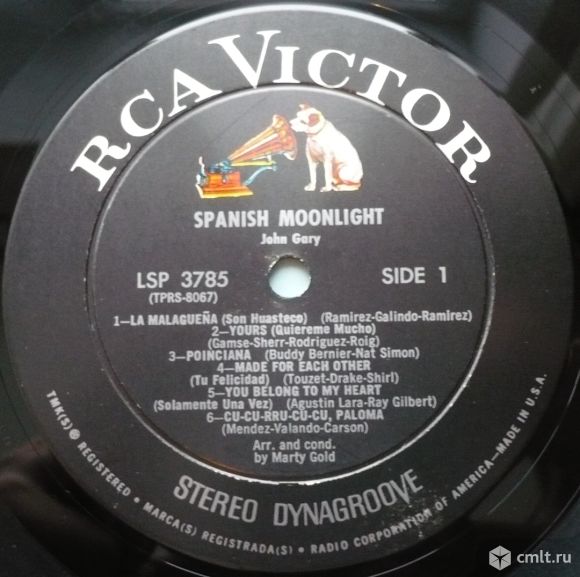 RCA VICTOR
SPANISH MOONLIGHT
John Gary
LSP 3785 SIDE 1
(TPRS-8067)
1—LA MALAGUEÑA (Son Huasteco) (Ramirez-Galindo-Ramirez)
2—YOURS (Quiereme Mucho)
(Gamse-Sherr-Rodriguez-Roig)
3—POINCIANA (Buddy Bernier-Nat Simon)
4—MADE FOR EACH OTHER
(Tu Felicidad) (Touzet-Drake-Shirl)
5—YOU BELONG TO MY HEART
(Solamente Una Vez) (Agustin Lara-Ray Gilbert)
6—CU-CU-RRU-CU-CU, PALOMA
(Mendez-Valando-Carson)
Arr. and cond.
by Marty Gold
STEREO DYNAGROOVE
TMK(S) ® REGISTERED • MARCA(S) REGISTRADA(S) • RADIO CORPORATION OF AMERICA—MADE IN U.S.A.
cmlt.ru